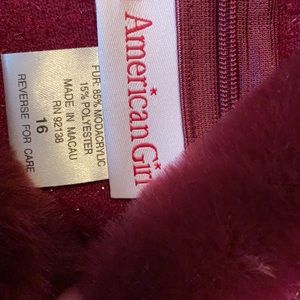 American Girl
FUR: 85% MODACRYLIC
15% POLYESTER
MADE IN MACAU
RN 92138
16
REVERSE FOR CARE